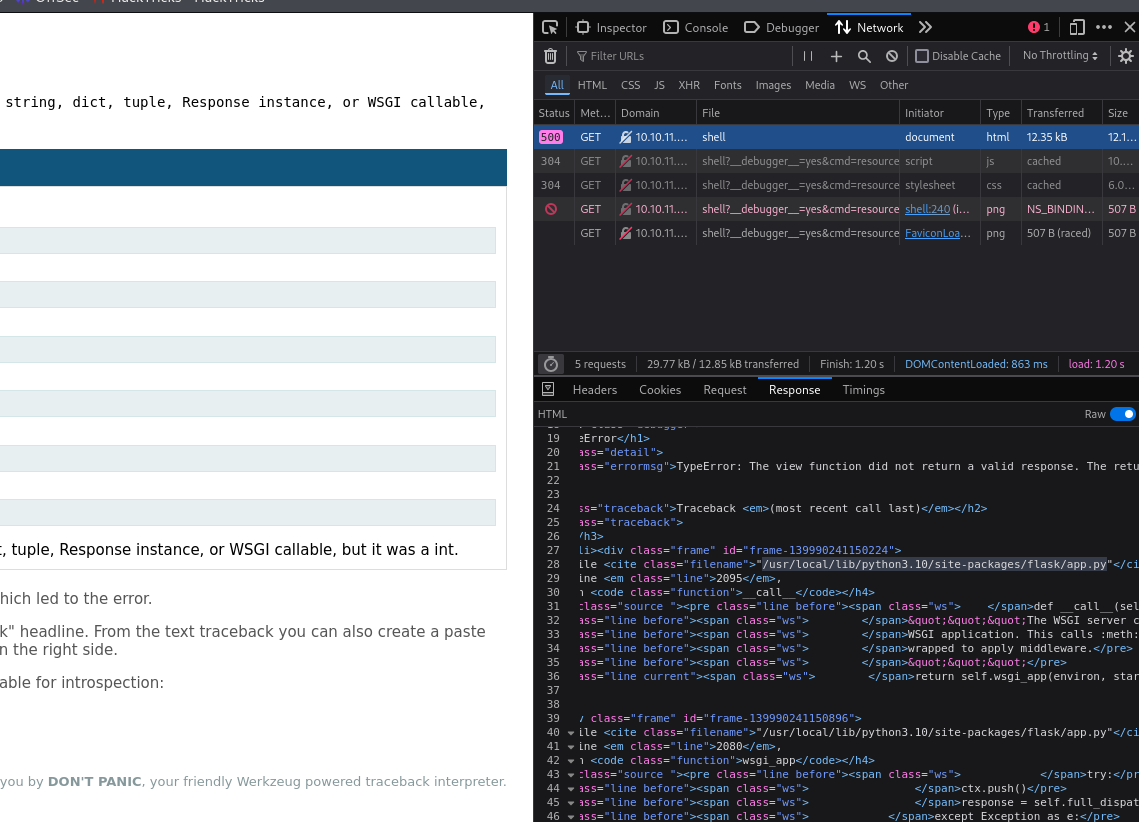 Inspector Console Debugger Network 1
Filter URLs Disable Cache No Throttling
All HTML CSS JS XHR Fonts Images Media WS Other
string, dict, tuple, Response instance, or WSGI callable,
Status Met... Domain File Initiator Type Transferred Size
500 GET 10.10.11.... shell document html 12.35 kB 12.1...
304 GET 10.10.11.... shell?__debugger__=yes&cmd=resource script js cached 10....
304 GET 10.10.11.... shell?__debugger__=yes&cmd=resource stylesheet css cached 6.0...
GET 10.10.11.... shell?__debugger__=yes&cmd=resource shell:240 (i... png NS_BINDIN... 507 B
GET 10.10.11.... shell?__debugger__=yes&cmd=resource FaviconLoa... png 507 B (raced) 507 B
5 requests 29.77 kB / 12.85 kB transferred Finish: 1.20 s DOMContentLoaded: 863 ms load: 1.20 s
Headers Cookies Request Response Timings
HTML Raw
19 eError</h1>
20 ass="detail">
21 ass="errormsg">TypeError: The view function did not return a valid response. The retu
22
23
24 ss="traceback">Traceback <em>(most recent call last)</em></h2>
25 ass="traceback">
26 /h3>
27 li><div class="frame" id="frame-139990241150224">
28 ile <cite class="filename">"/usr/local/lib/python3.10/site-packages/flask/app.py"</ci
29 ine <em class="line">2095</em>,
30 n <code class="function">__call__</code></h4>
31 class="source "><pre class="line before"><span class="ws">    </span>def __call__(sel
32 ass="line before"><span class="ws">        </span>&quot;&quot;&quot;The WSGI server c
33 ass="line before"><span class="ws">        </span>WSGI application. This calls :meth:
34 ass="line before"><span class="ws">        </span>wrapped to apply middleware.</pre>
35 ass="line before"><span class="ws">        </span>&quot;&quot;&quot;</pre>
36 ass="line current"><span class="ws">        </span>return self.wsgi_app(environ, star
37
38
39 v class="frame" id="frame-139990241150896">
40 ile <cite class="filename">"/usr/local/lib/python3.10/site-packages/flask/app.py"</ci
41 ine <em class="line">2080</em>,
42 n <code class="function">wsgi_app</code></h4>
43 class="source "><pre class="line before"><span class="ws">            </span>try:</pr
44 ass="line before"><span class="ws">                </span>ctx.push()</pre>
45 ass="line before"><span class="ws">                </span>response = self.full_dispat
46 ass="line before"><span class="ws">            </span>except Exception as e:</pre>
t, tuple, Response instance, or WSGI callable, but it was a int.
hich led to the error.
k" headline. From the text traceback you can also create a paste
n the right side.
able for introspection:
you by DON'T PANIC, your friendly Werkzeug powered traceback interpreter.